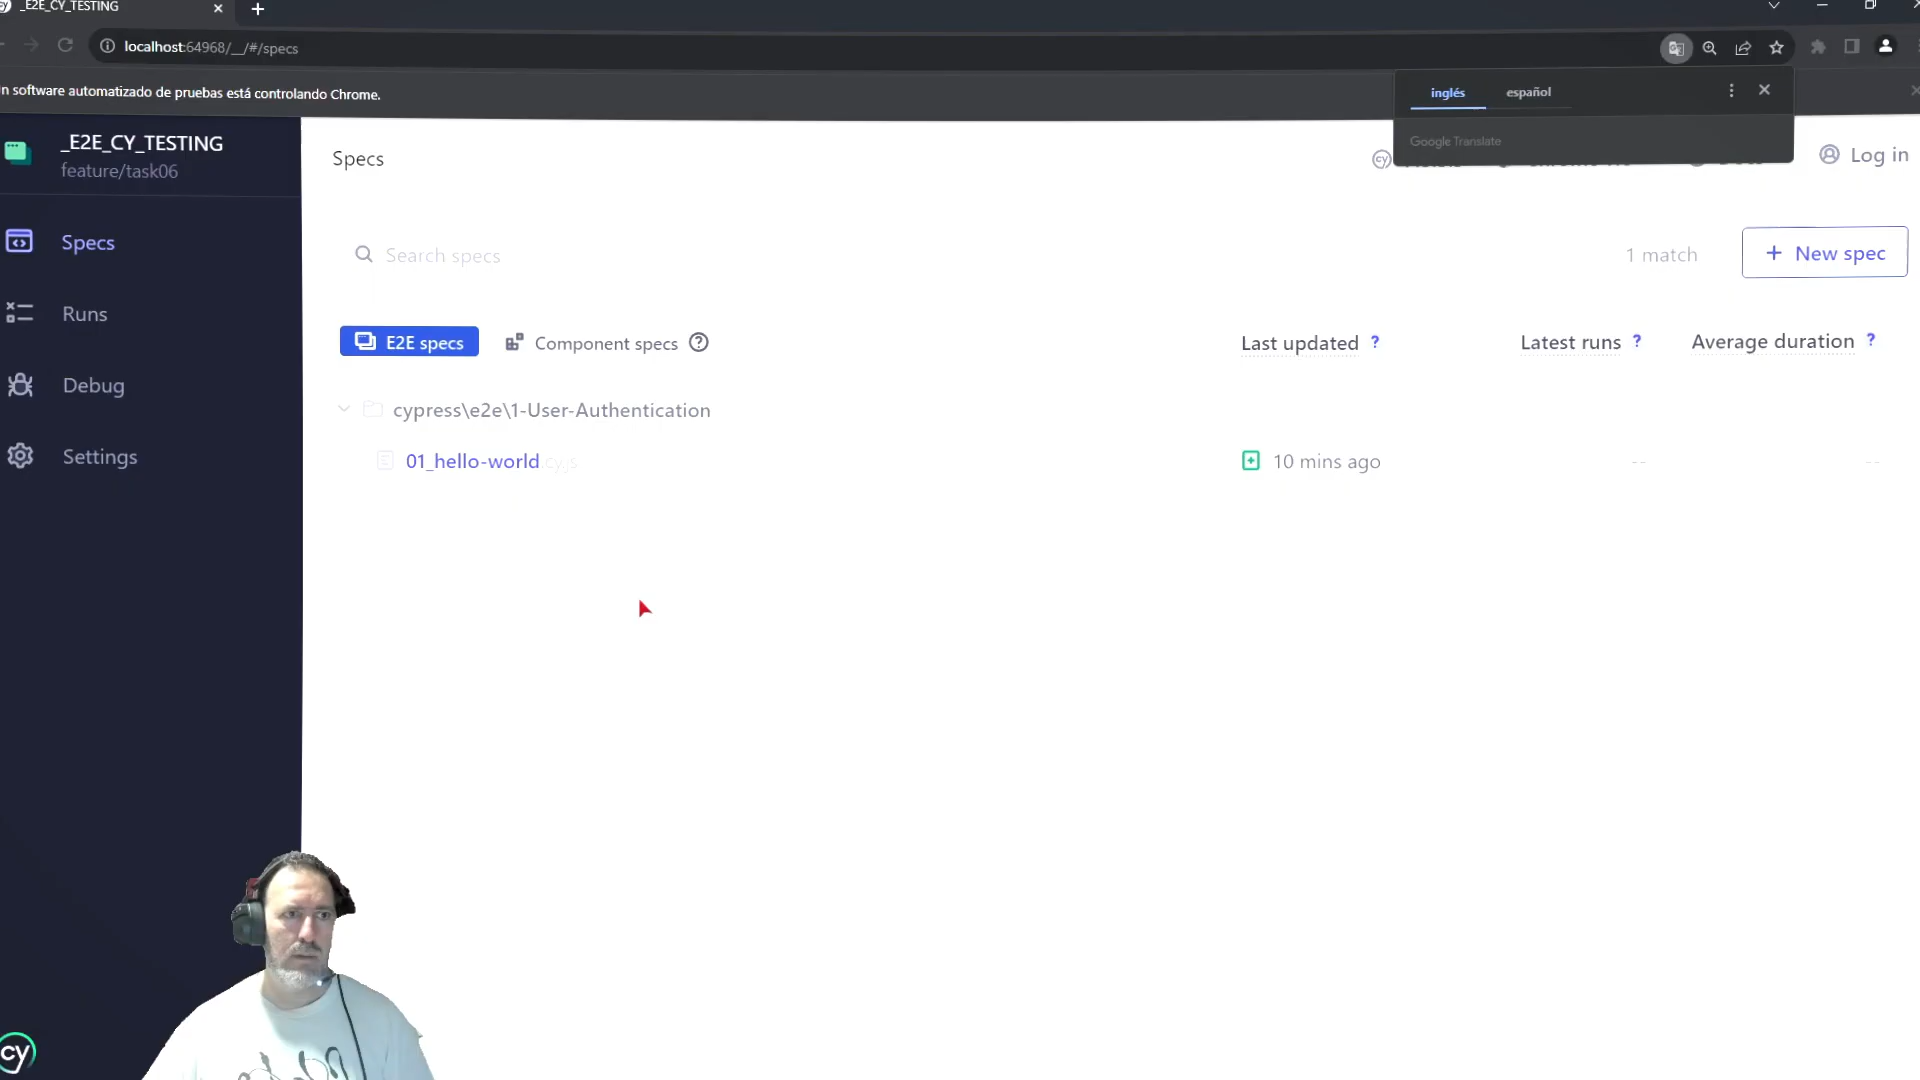 _E2E_CY_TESTING
localhost:64968/__/#/specs
n software automatizado de pruebas está controlando Chrome.
inglés español
Google Translate
_E2E_CY_TESTING
feature/task06
Specs
Log in
Specs
Runs
Debug
Settings
Search specs
1 match
+ New spec
E2E specs
Component specs
Last updated ?
Latest runs ?
Average duration ?
cypress\e2e\1-User-Authentication
01_hello-world.cy.js
10 mins ago
--
--
cy